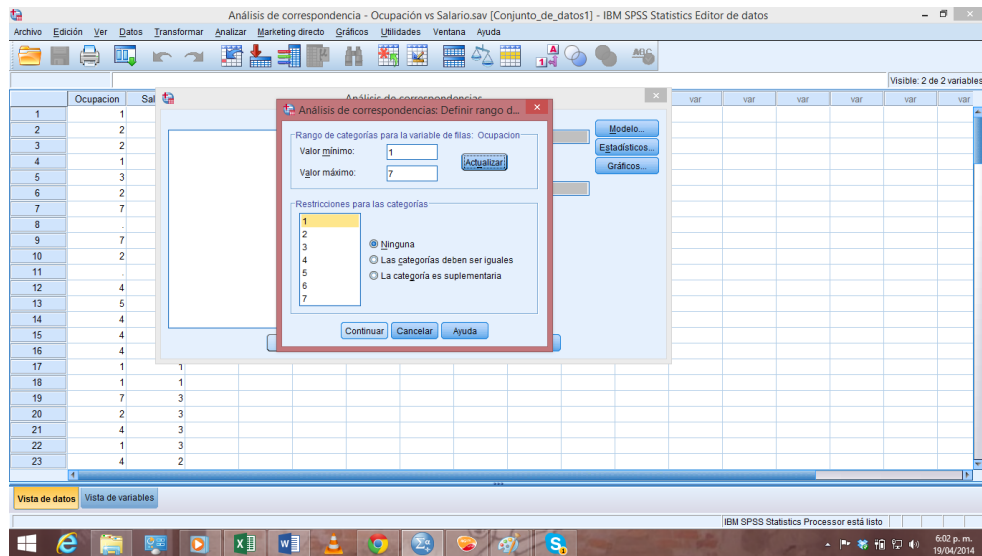 Análisis de correspondencia - Ocupación vs Salario.sav [Conjunto_de_datos1] - IBM SPSS Statistics Editor de datos
Archivo Edición Ver Datos Transformar Analizar Marketing directo Gráficos Utilidades Ventana Ayuda
Visible: 2 de 2 variables
Ocupacion Sal var var var var var var
Análisis de correspondencias
Análisis de correspondencias: Definir rango d...
Rango de categorías para la variable de filas: Ocupacion
Valor mínimo: 1
Valor máximo: 7
Actualizar
Restricciones para las categorías
1
2
3
4
5
6
7
Ninguna
Las categorías deben ser iguales
La categoría es suplementaria
Continuar Cancelar Ayuda
Modelo...
Estadísticos...
Gráficos...
1 1
2 2
3 2
4 1
5 3
6 2
7 7
8 .
9 7
10 2
11 .
12 4
13 5
14 4
15 4
16 4
17 1 1
18 1 1
19 7 3
20 2 3
21 4 3
22 1 3
23 4 2
Vista de datos Vista de variables
IBM SPSS Statistics Processor está listo
6:02 p. m.
19/04/2014